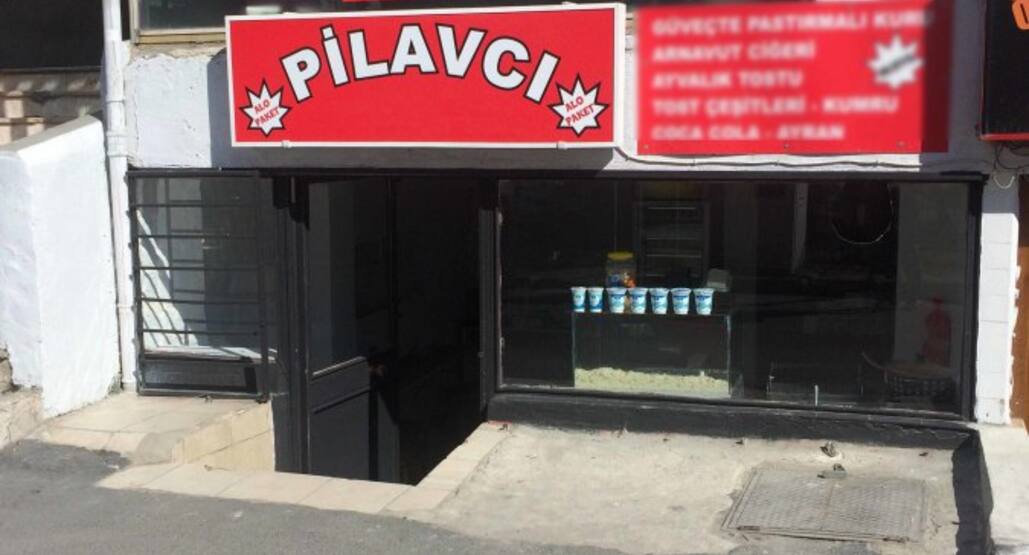 PİLAVCI
ALO
PAKET
ALO
PAKET
GÜVEÇTE PASTIRMALI KURU
ARNAVUT CİĞERİ
AYVALIK TOSTU
TOST ÇEŞİTLERİ - KUMRU
COCA COLA - AYRAN